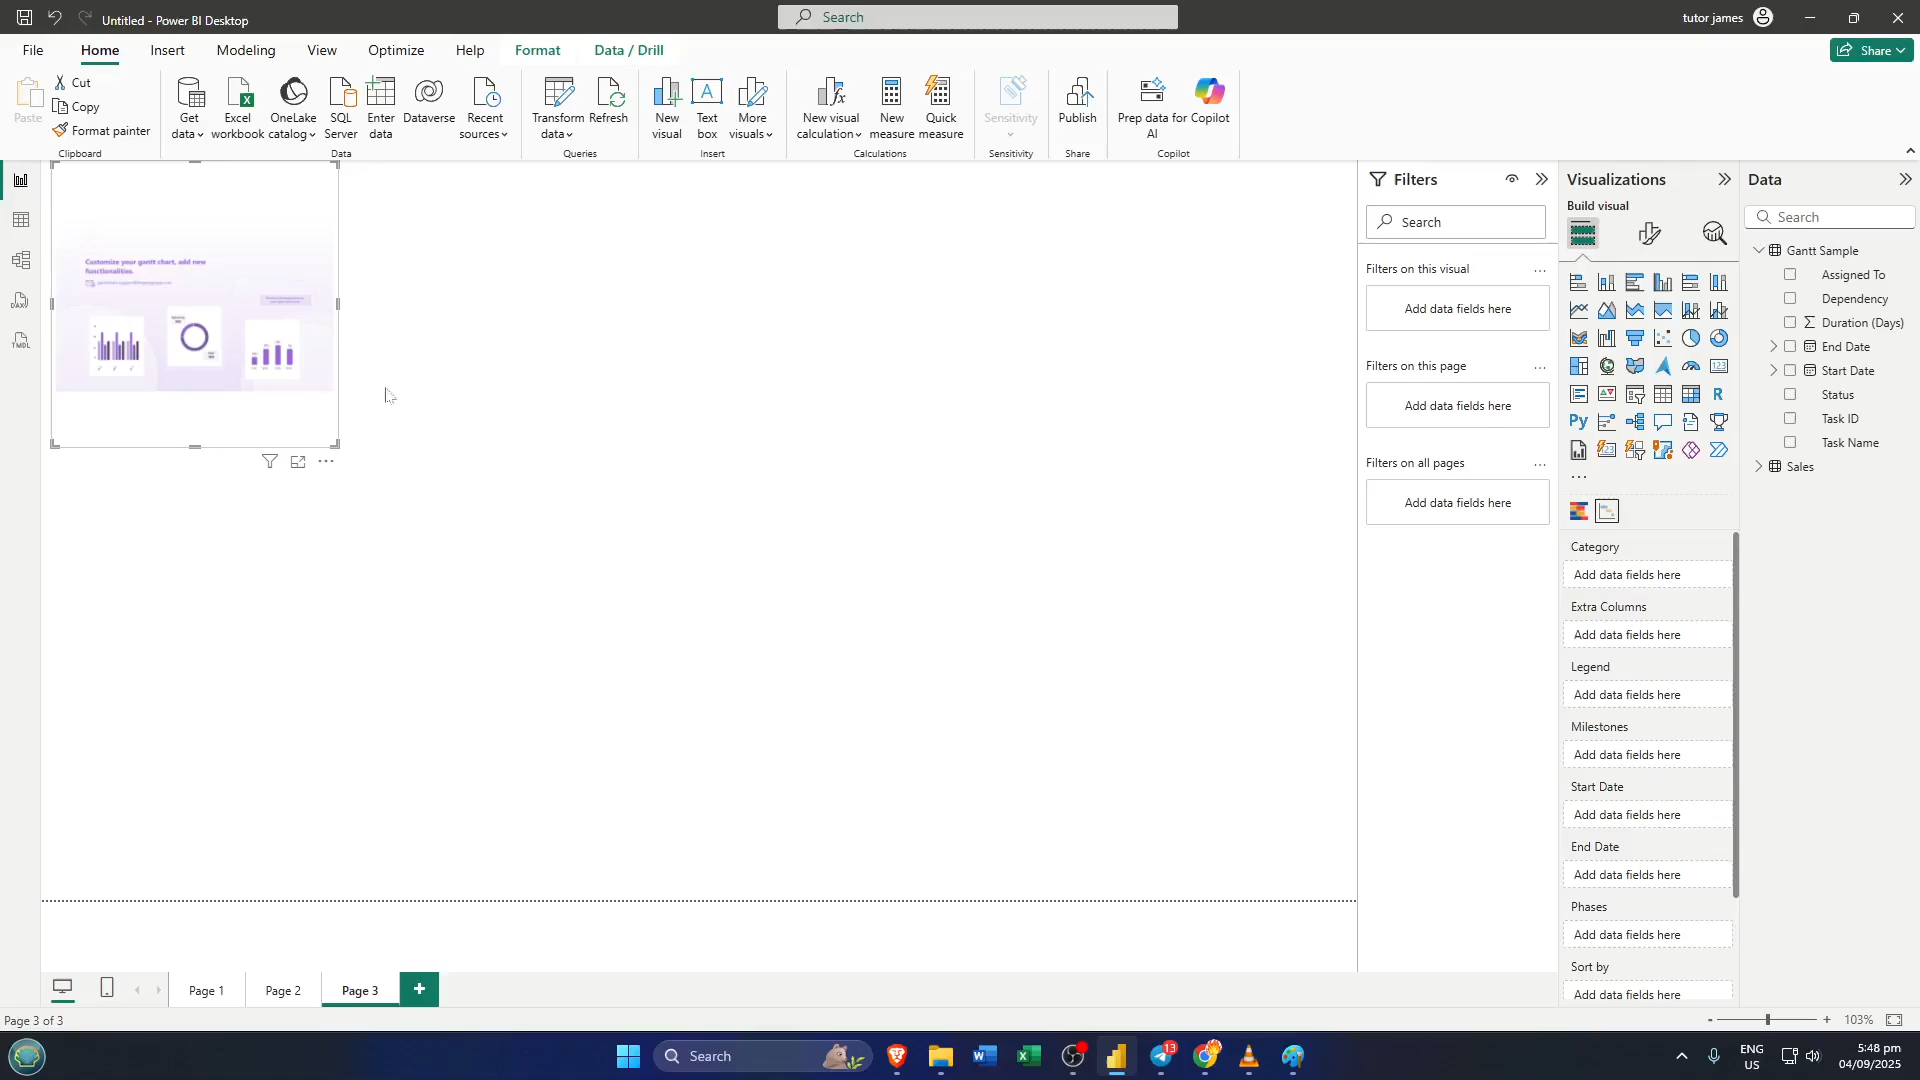 Untitled - Power BI Desktop
Search
tutor james
File
Home
Insert
Modeling
View
Optimize
Help
Format
Data / Drill
Share
Paste
Cut
Copy
Format painter
Clipboard
Get data
Excel workbook
OneLake catalog
SQL Server
Enter data
Dataverse
Recent sources
Data
Transform data
Refresh
Queries
New visual
Text box
More visuals
Insert
New visual calculation
New measure
Quick measure
Calculations
Sensitivity
Sensitivity
Publish
Share
Prep data for AI
Copilot
Copilot
Customize your gantt chart, add new
functionalities.
Filters
Search
Filters on this visual
...
Add data fields here
Filters on this page
...
Add data fields here
Filters on all pages
...
Add data fields here
Visualizations
Build visual
123
R
Py
...
Category
Add data fields here
Extra Columns
Add data fields here
Legend
Add data fields here
Milestones
Add data fields here
Start Date
Add data fields here
End Date
Add data fields here
Phases
Add data fields here
Sort by
Add data fields here
Data
Search
Gantt Sample
Assigned To
Dependency
Duration (Days)
End Date
Start Date
Status
Task ID
Task Name
Sales
DAX
TMDL
Page 1
Page 2
Page 3
+
Page 3 of 3
- + 103%
Search
13
ENG
US
5:48 pm
04/09/2025